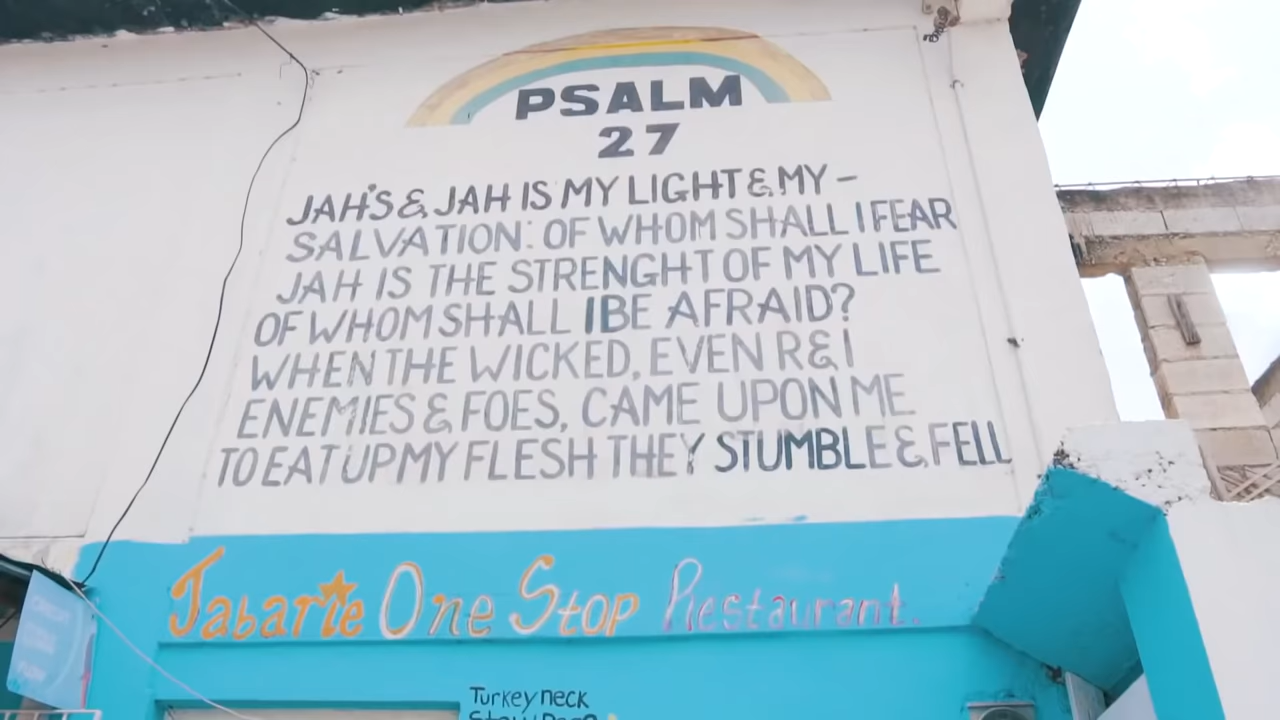 PSALM
27
JAH'S & JAH IS MY LIGHT & MY -
SALVATION: OF WHOM SHALL I FEAR
JAH IS THE STRENGHT OF MY LIFE
OF WHOM SHALL I BE AFRAID?
WHEN THE WICKED, EVEN R & I
ENEMIES & FOES, CAME UPON ME
TO EAT UP MY FLESH THEY STUMBLE & FELL
Jabarie One Stop Restaurant.
Turkey neck